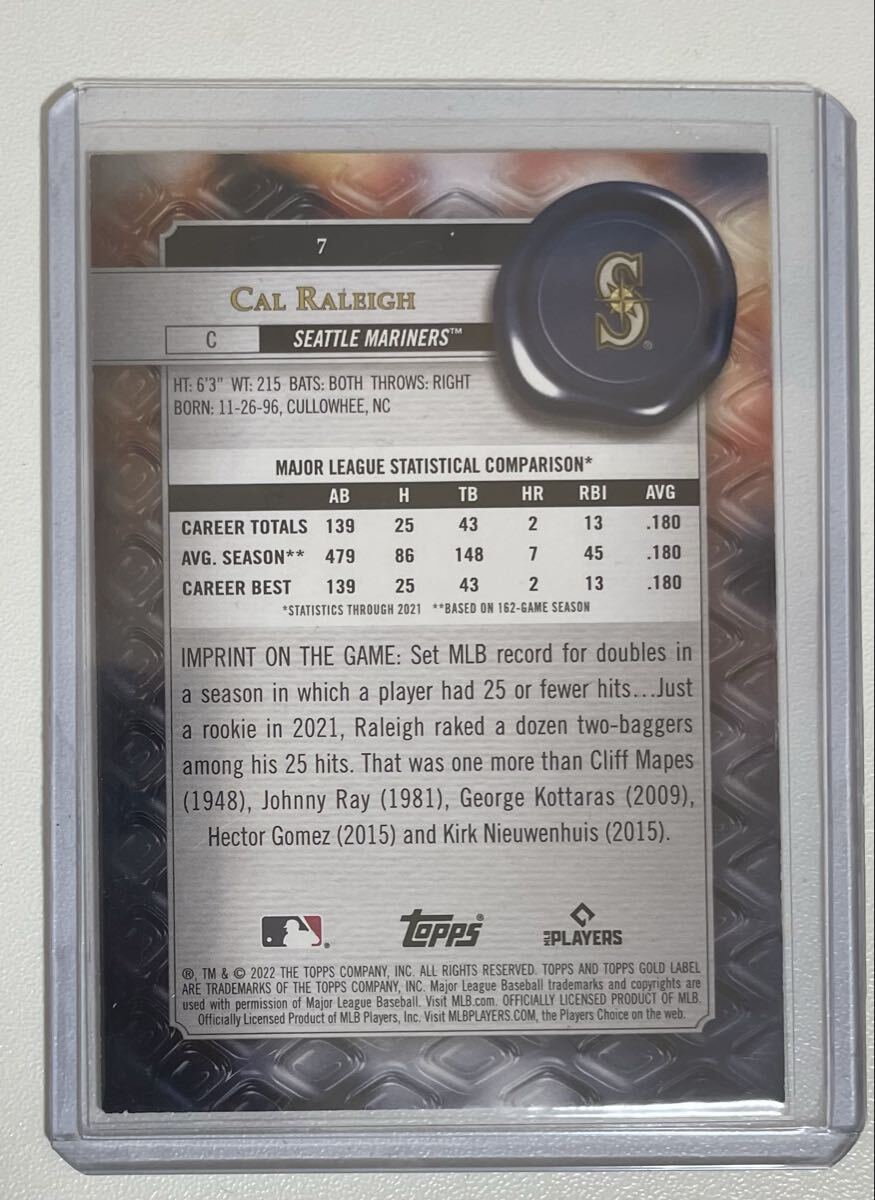 7
CAL RALEIGH
C SEATTLE MARINERS™
S ®
HT: 6'3" WT: 215 BATS: BOTH THROWS: RIGHT
BORN: 11-26-96, CULLOWHEE, NC
MAJOR LEAGUE STATISTICAL COMPARISON*
AB H TB HR RBI AVG
CAREER TOTALS 139 25 43 2 13 .180
AVG. SEASON** 479 86 148 7 45 .180
CAREER BEST 139 25 43 2 13 .180
*STATISTICS THROUGH 2021 **BASED ON 162-GAME SEASON
IMPRINT ON THE GAME: Set MLB record for doubles in
a season in which a player had 25 or fewer hits...Just
a rookie in 2021, Raleigh raked a dozen two-baggers
among his 25 hits. That was one more than Cliff Mapes
(1948), Johnny Ray (1981), George Kottaras (2009),
Hector Gomez (2015) and Kirk Nieuwenhuis (2015).
® TOPPS® MLB PLAYERS
®, TM & © 2022 THE TOPPS COMPANY, INC. ALL RIGHTS RESERVED. TOPPS AND TOPPS GOLD LABEL
ARE TRADEMARKS OF THE TOPPS COMPANY, INC. Major League Baseball trademarks and copyrights are
used with permission of Major League Baseball. Visit MLB.com. OFFICIALLY LICENSED PRODUCT OF MLB.
Officially Licensed Product of MLB Players, Inc. Visit MLBPLAYERS.COM, the Players Choice on the web.